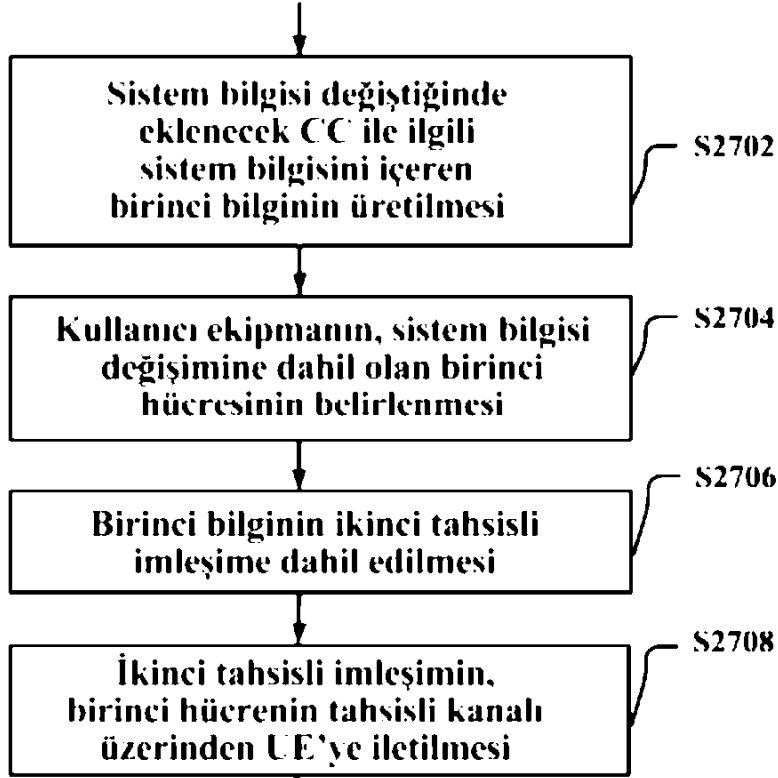 Sistem bilgisi değiştiğinde
eklenecek CC ile ilgili
sistem bilgisini içeren
birinci bilginin üretilmesi
S2702
Kullanıcı ekipmanın, sistem bilgisi
değişimine dahil olan birinci
hücresinin belirlenmesi
S2704
Birinci bilginin ikinci tahsisli
imleşime dahil edilmesi
S2706
İkinci tahsisli imleşimin,
birinci hücrenin tahsisli kanalı
üzerinden UE'ye iletilmesi
S2708